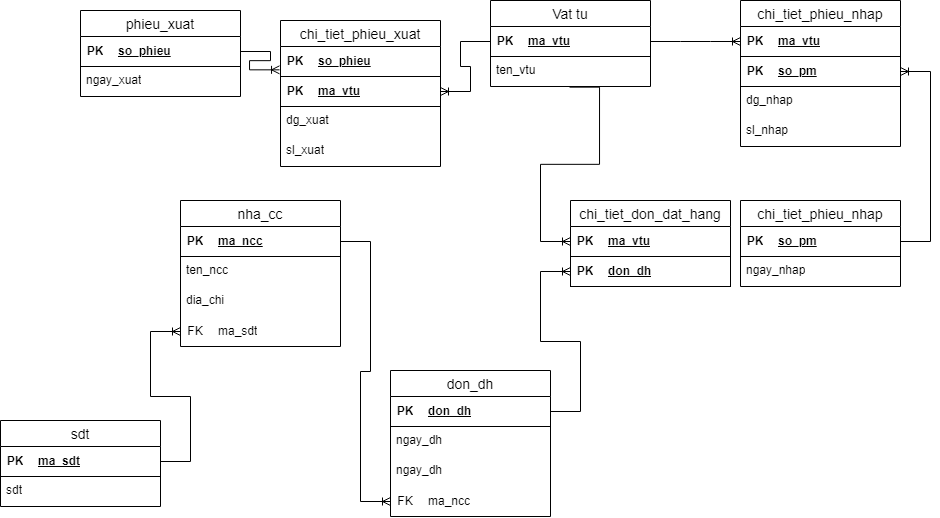 phieu_xuat
PK so_phieu
ngay_xuat
chi_tiet_phieu_xuat
PK so_phieu
PK ma_vtu
dg_xuat
sl_xuat
Vat tu
PK ma_vtu
ten_vtu
chi_tiet_phieu_nhap
PK ma_vtu
PK so_pm
dg_nhap
sl_nhap
nha_cc
PK ma_ncc
ten_ncc
dia_chi
FK ma_sdt
chi_tiet_don_dat_hang
PK ma_vtu
PK don_dh
chi_tiet_phieu_nhap
PK so_pm
ngay_nhap
sdt
PK ma_sdt
sdt
don_dh
PK don_dh
ngay_dh
ngay_dh
FK ma_ncc